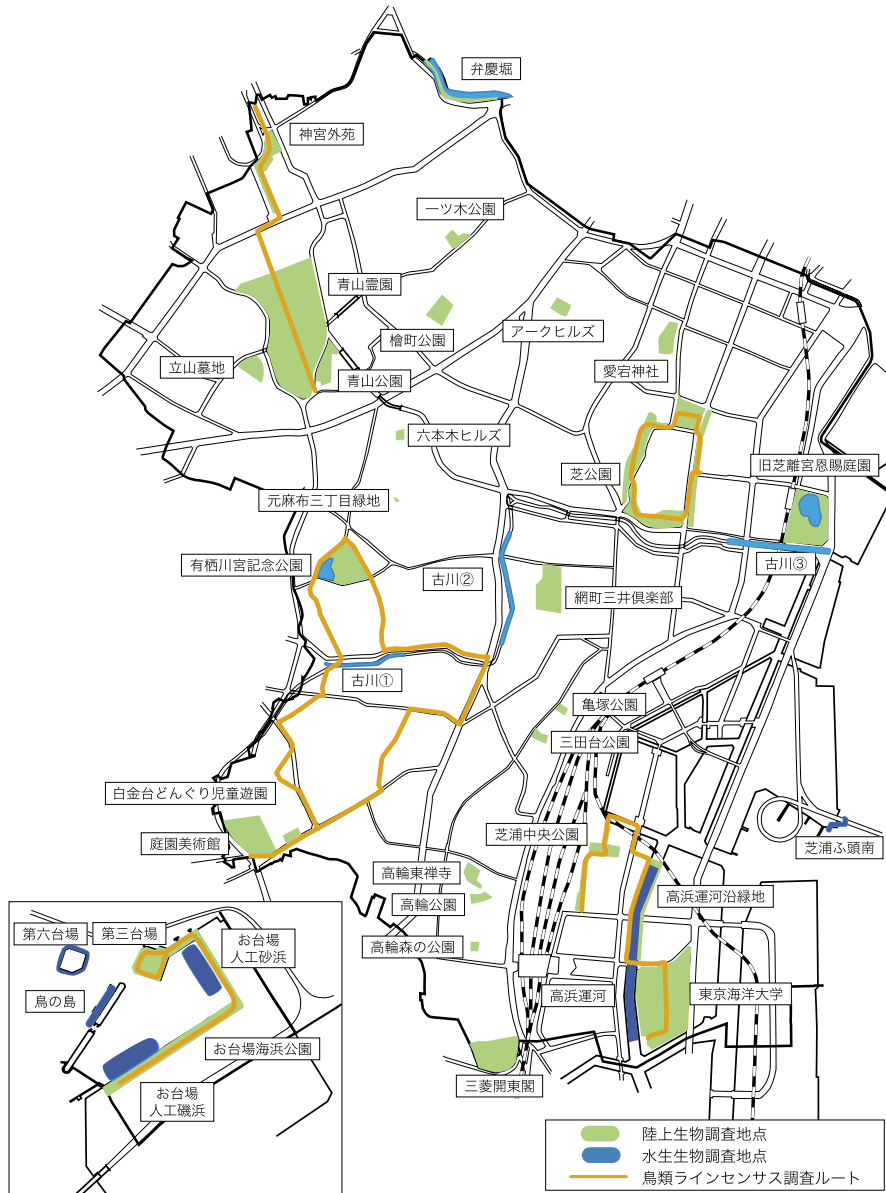 弁慶堀
神宮外苑
一ツ木公園
青山霊園
檜町公園
アークヒルズ
立山墓地
青山公園
愛宕神社
六本木ヒルズ
芝公園
旧芝離宮恩賜庭園
元麻布三丁目緑地
有栖川宮記念公園
古川②
古川③
網町三井倶楽部
古川①
亀塚公園
三田台公園
白金台どんぐり児童遊園
庭園美術館
芝浦中央公園
芝浦ふ頭南
高輪東禅寺
高輪公園
高浜運河沿緑地
高輪森の公園
高浜運河
東京海洋大学
三菱開東閣
第六台場
第三台場
お台場
人工砂浜
鳥の島
お台場海浜公園
お台場
人工磯浜
陸上生物調査地点
水生生物調査地点
鳥類ラインセンサス調査ルート